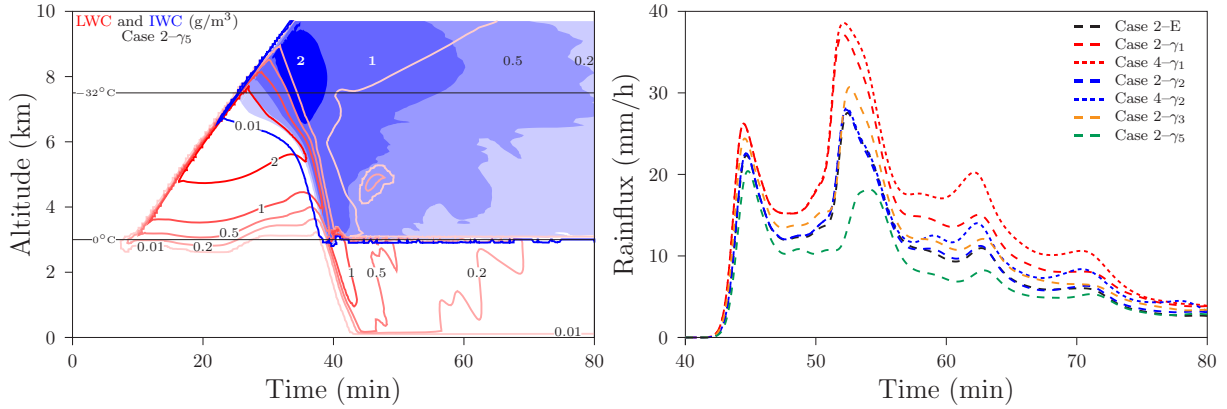 LWC and IWC (g/m³)
Case 2–γ₅
10
8
6
4
2
0
Altitude (km)
−32°C
−0°C
2
1
0.5
0.2
0.01
2
1
0.5
0.2
0.01
1
0.5
0.2
0.01
0
20
40
60
80
Time (min)
40
30
20
10
0
Rainflux (mm/h)
Case 2–E
Case 2–γ₁
Case 4–γ₁
Case 2–γ₂
Case 4–γ₂
Case 2–γ₃
Case 2–γ₅
40
50
60
70
80
Time (min)